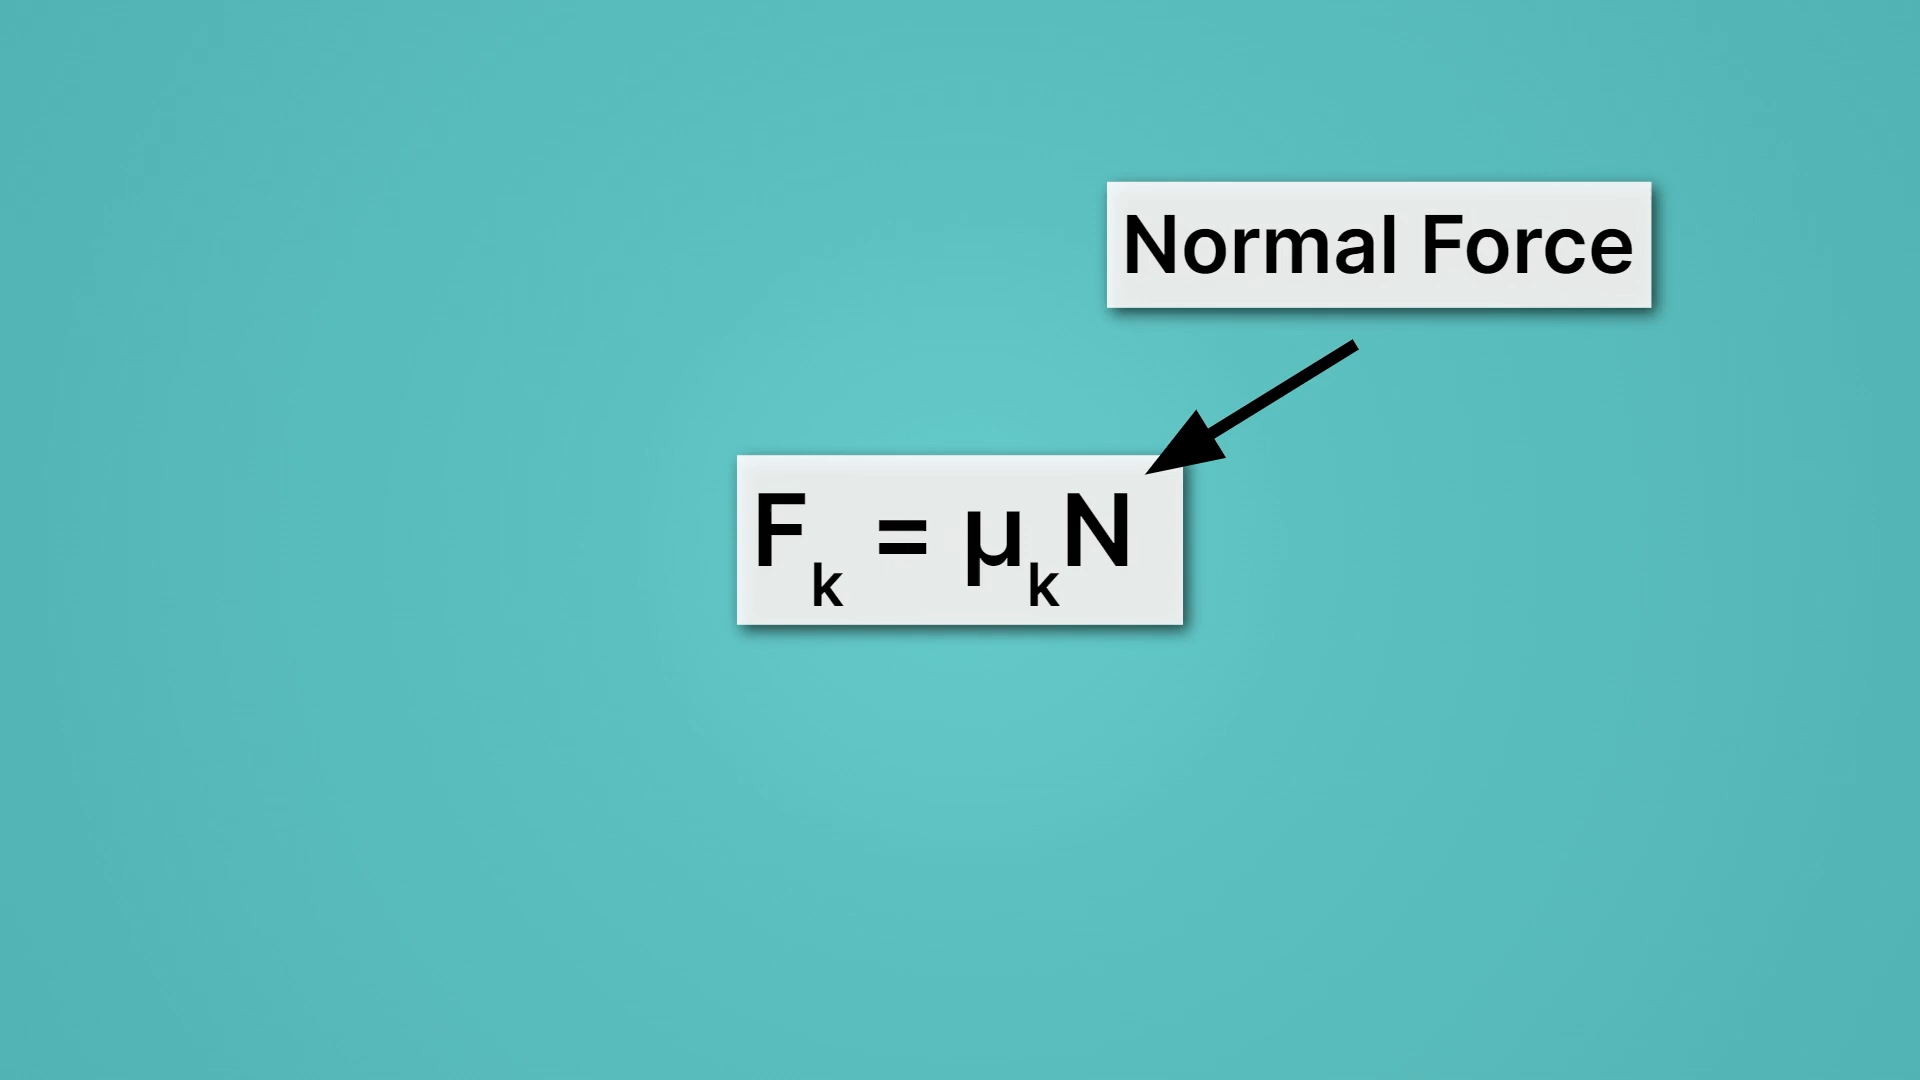 Normal Force
Fₖ = µₖN